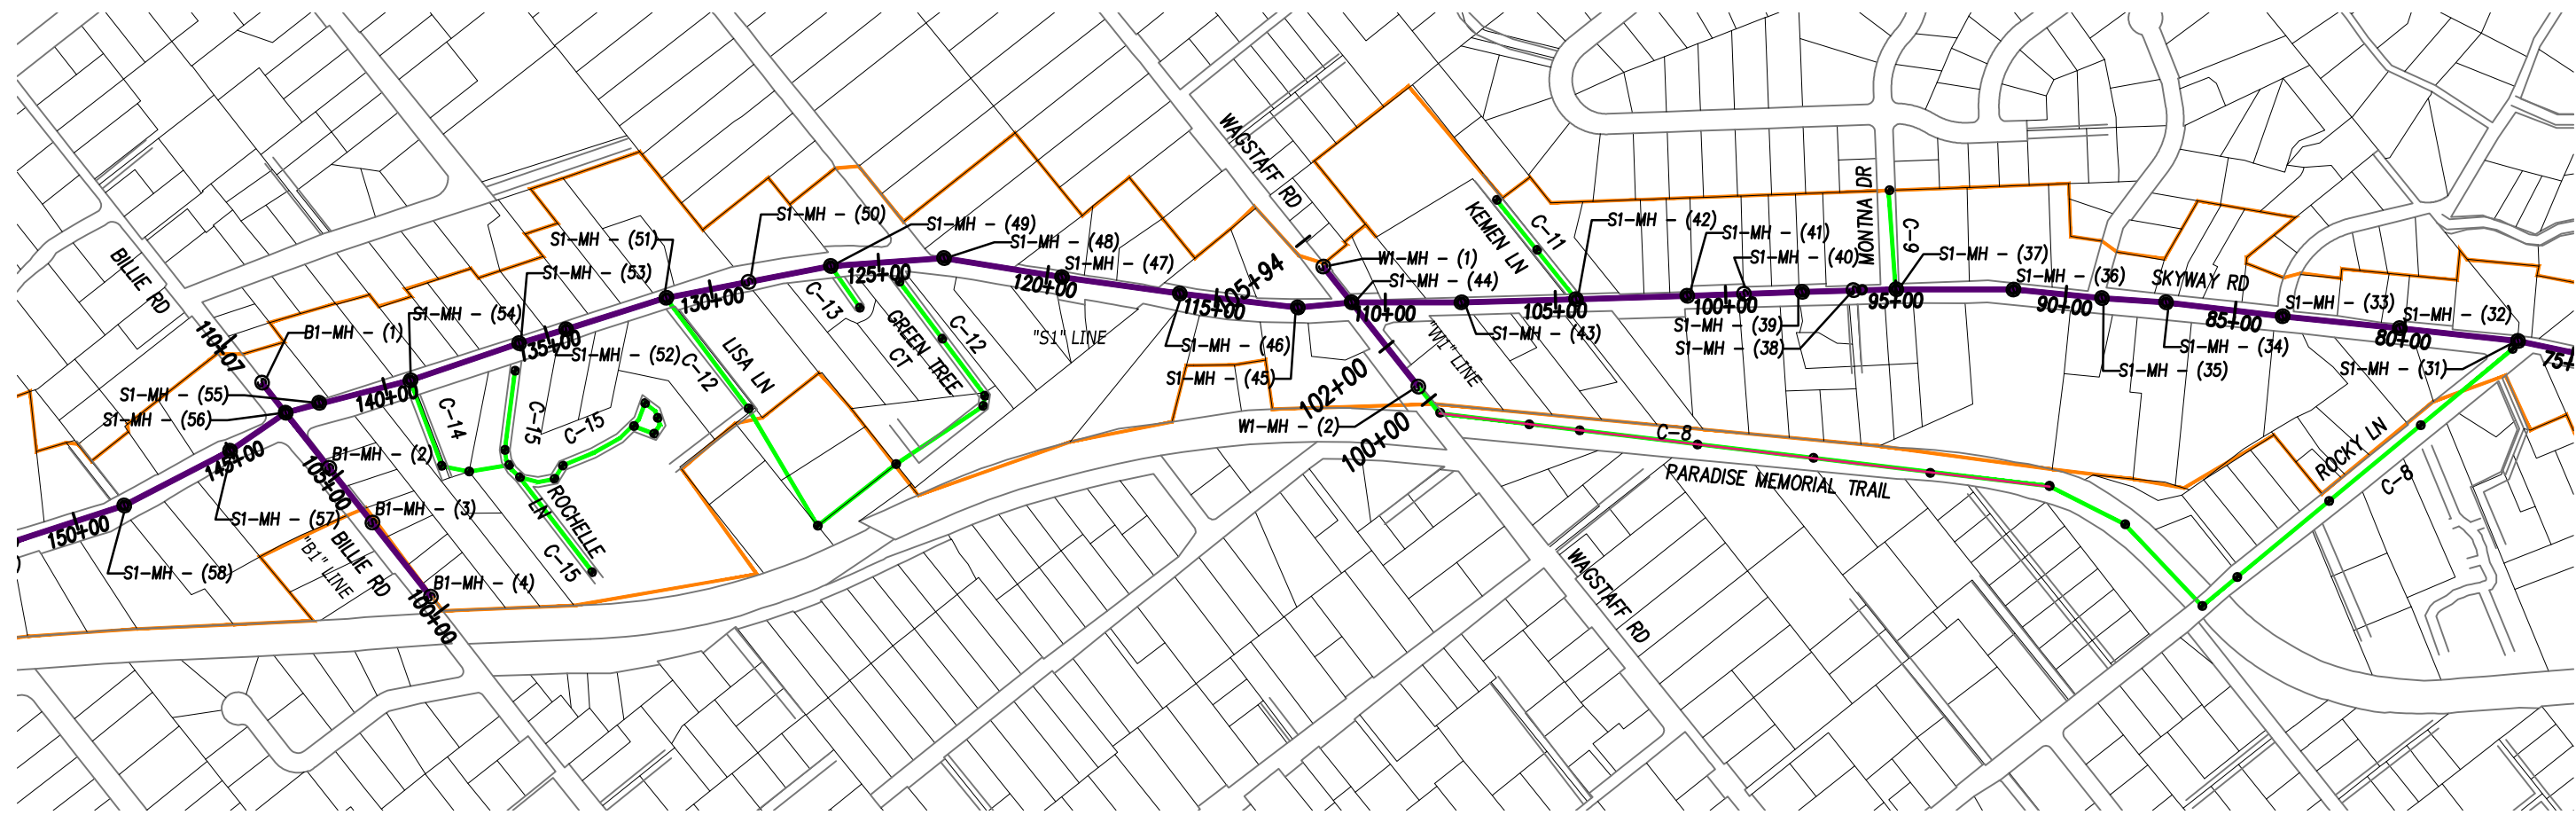 WAGSTAFF RD
KEMEN LN
C-11
MONTNA DR
C-9
S1-MH - (50)
S1-MH - (49)
S1-MH - (51)
S1-MH - (48)
S1-MH - (42)
S1-MH - (41)
S1-MH - (40)
S1-MH - (37)
S1-MH - (53)
S1-MH - (47)
W1-MH - (1)
S1-MH - (44)
S1-MH - (36)
SKYWAY RD
BILLIE RD
125+00
120+00
115+00
105+94
110+00
105+00
100+00
95+00
90+00
85+00
80+00
75+
130+00
135+00
C-13
S1-MH - (54)
S1-MH - (33)
S1-MH - (32)
110+07
B1-MH - (1)
GREEN TREE
CT
C-12
"S1" LINE
S1-MH - (43)
S1-MH - (39)
S1-MH - (38)
S1-MH - (34)
S1-MH - (46)
S1-MH - (52)
LISA LN
C-12
"W1" LINE
S1-MH - (45)
S1-MH - (35)
S1-MH - (31)
S1-MH - (55)
S1-MH - (56)
140+00
102+00
W1-MH - (2)
100+00
C-14
C-15
C-15
C-8
PARADISE MEMORIAL TRAIL
ROCKY LN
C-8
145+00
B1-MH - (2)
105+00
B1-MH - (3)
S1-MH - (57)
150+00
ROCHELLE
LN
C-15
BILLIE RD
"B1" LINE
S1-MH - (58)
)
B1-MH - (4)
100+00
WAGSTAFF RD